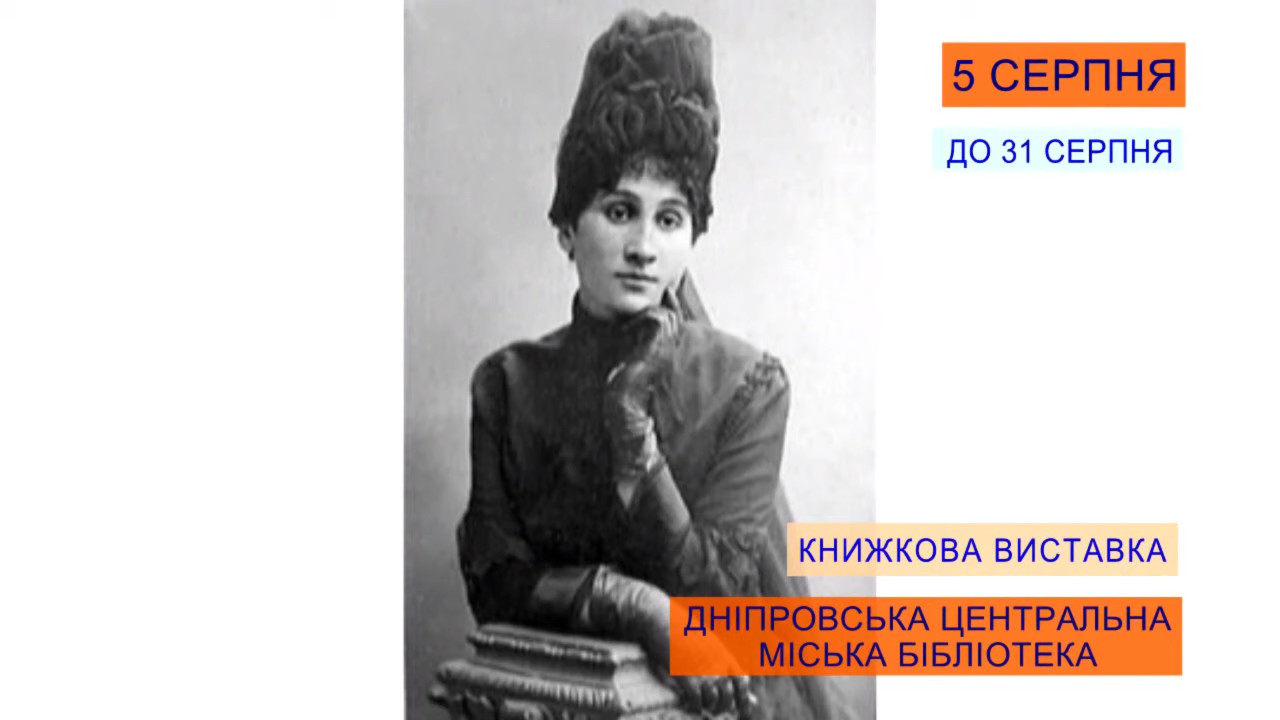 5 СЕРПНЯ
ДО 31 СЕРПНЯ
КНИЖКОВА ВИСТАВКА
ДНІПРОВСЬКА ЦЕНТРАЛЬНА
МІСЬКА БІБЛІОТЕКА